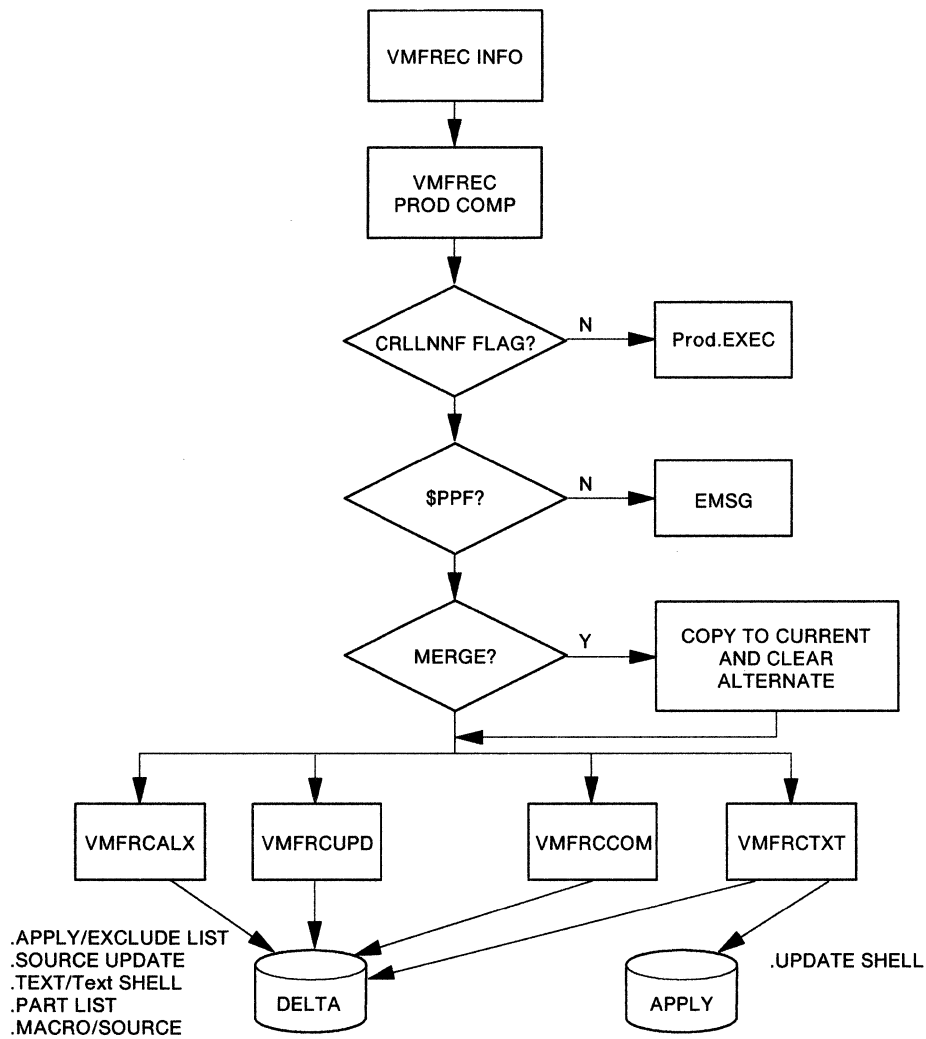 VMFREC INFO
VMFREC
PROD COMP
CRLLNNF FLAG?
N
Prod.EXEC
$PPF?
N
EMSG
MERGE?
Y
COPY TO CURRENT
AND CLEAR
ALTERNATE
VMFRCALX
VMFRCUPD
VMFRCCOM
VMFRCTXT
.APPLY/EXCLUDE LIST
.SOURCE UPDATE
.TEXT/Text SHELL
.PART LIST
.MACRO/SOURCE
DELTA
APPLY
.UPDATE SHELL